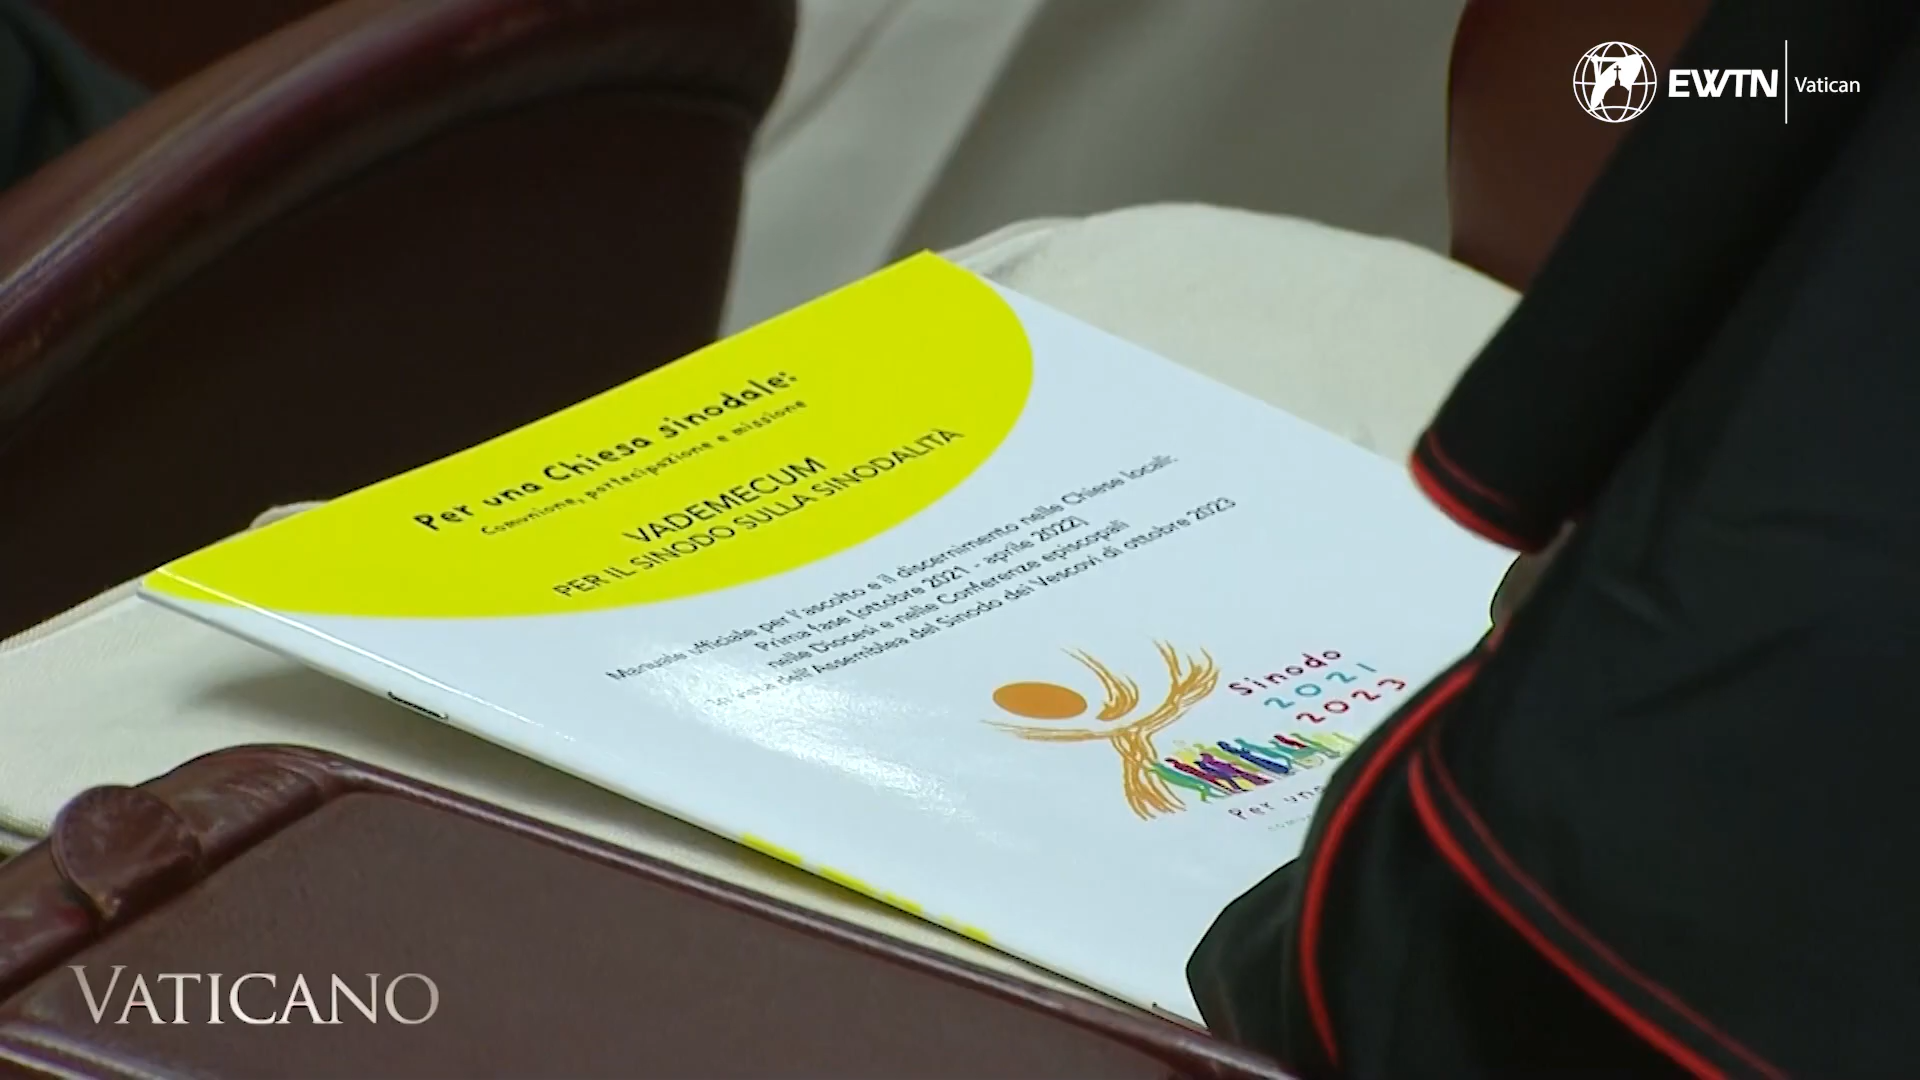 EWTN Vatican
Per una Chiesa sinodale:
Comunione, partecipazione e missione
VADEMECUM
PER IL SINODO SULLA SINODALITÀ
Manuale ufficiale per l'ascolto e il discernimento nelle Chiese locali:
Prima fase (ottobre 2021 - aprile 2022)
nelle Diocesi e nelle Conferenze episcopali
in vista dell'Assemblea del Sinodo dei Vescovi di ottobre 2023
Sinodo
2021
2023
Per una
VATICANO